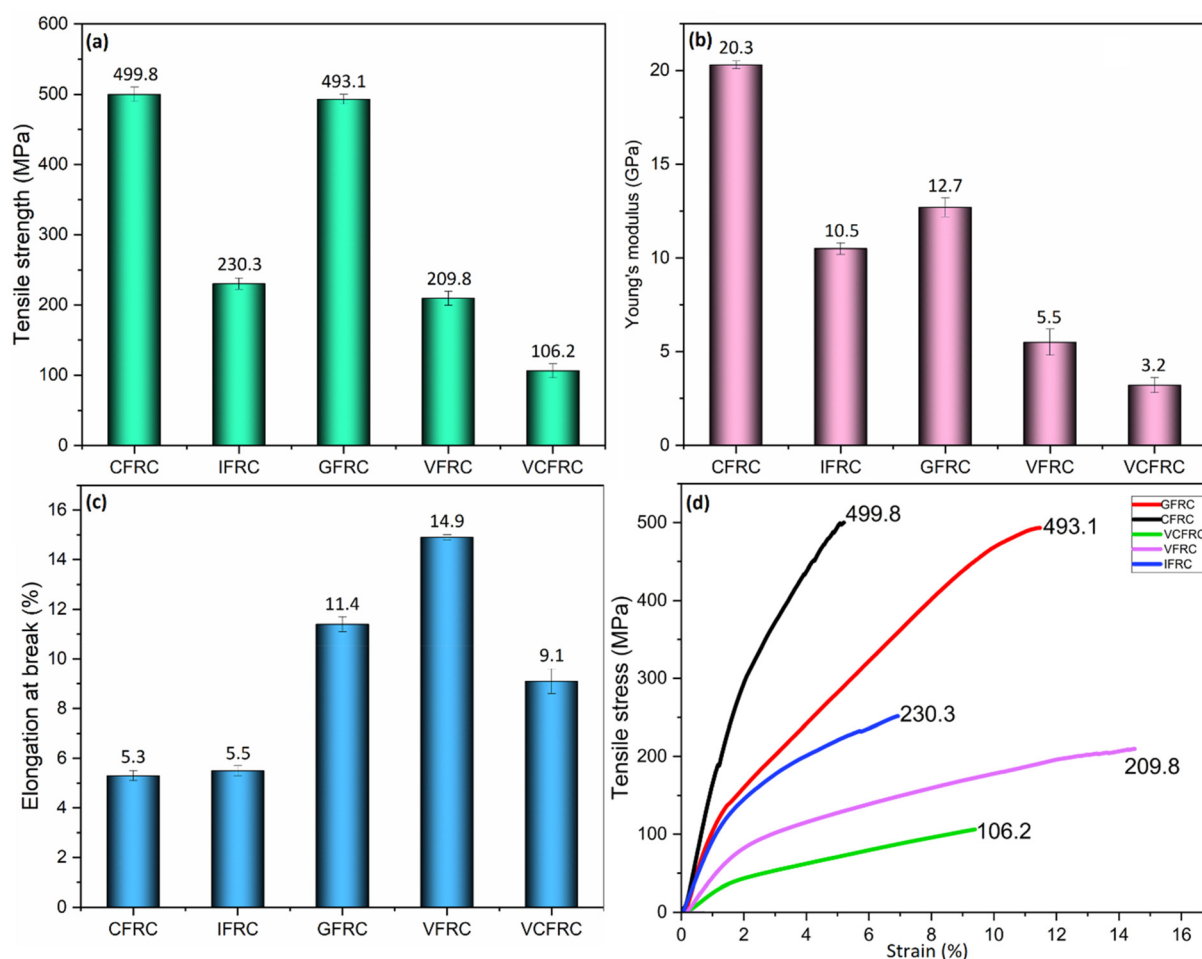 (a)
Tensile strength (MPa)
600
500
400
300
200
100
0
499.8
230.3
493.1
209.8
106.2
CFRC IFRC GFRC VFRC VCFRC
(b)
Young's modulus (GPa)
20
15
10
5
0
20.3
10.5
12.7
5.5
3.2
CFRC IFRC GFRC VFRC VCFRC
(c)
Elongation at break (%)
16
14
12
10
8
6
4
2
0
5.3
5.5
11.4
14.9
9.1
CFRC IFRC GFRC VFRC VCFRC
(d)
Tensile stress (MPa)
500
400
300
200
100
0
499.8
493.1
230.3
209.8
106.2
GFRC
CFRC
VCFRC
VFRC
IFRC
0 2 4 6 8 10 12 14 16
Strain (%)